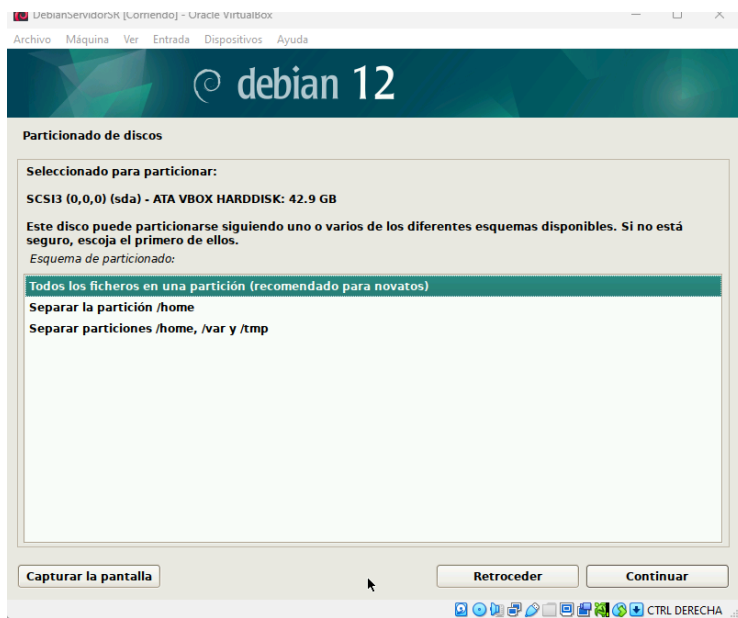 DebianServidorSR [Corriendo] - Oracle VirtualBox
Archivo Máquina Ver Entrada Dispositivos Ayuda
debian 12
Particionado de discos
Seleccionado para particionar:
SCSI3 (0,0,0) (sda) - ATA VBOX HARDDISK: 42.9 GB
Este disco puede particionarse siguiendo uno o varios de los diferentes esquemas disponibles. Si no está
seguro, escoja el primero de ellos.
Esquema de particionado:
Todos los ficheros en una partición (recomendado para novatos)
Separar la partición /home
Separar particiones /home, /var y /tmp
Capturar la pantalla Retroceder Continuar
CTRL DERECHA